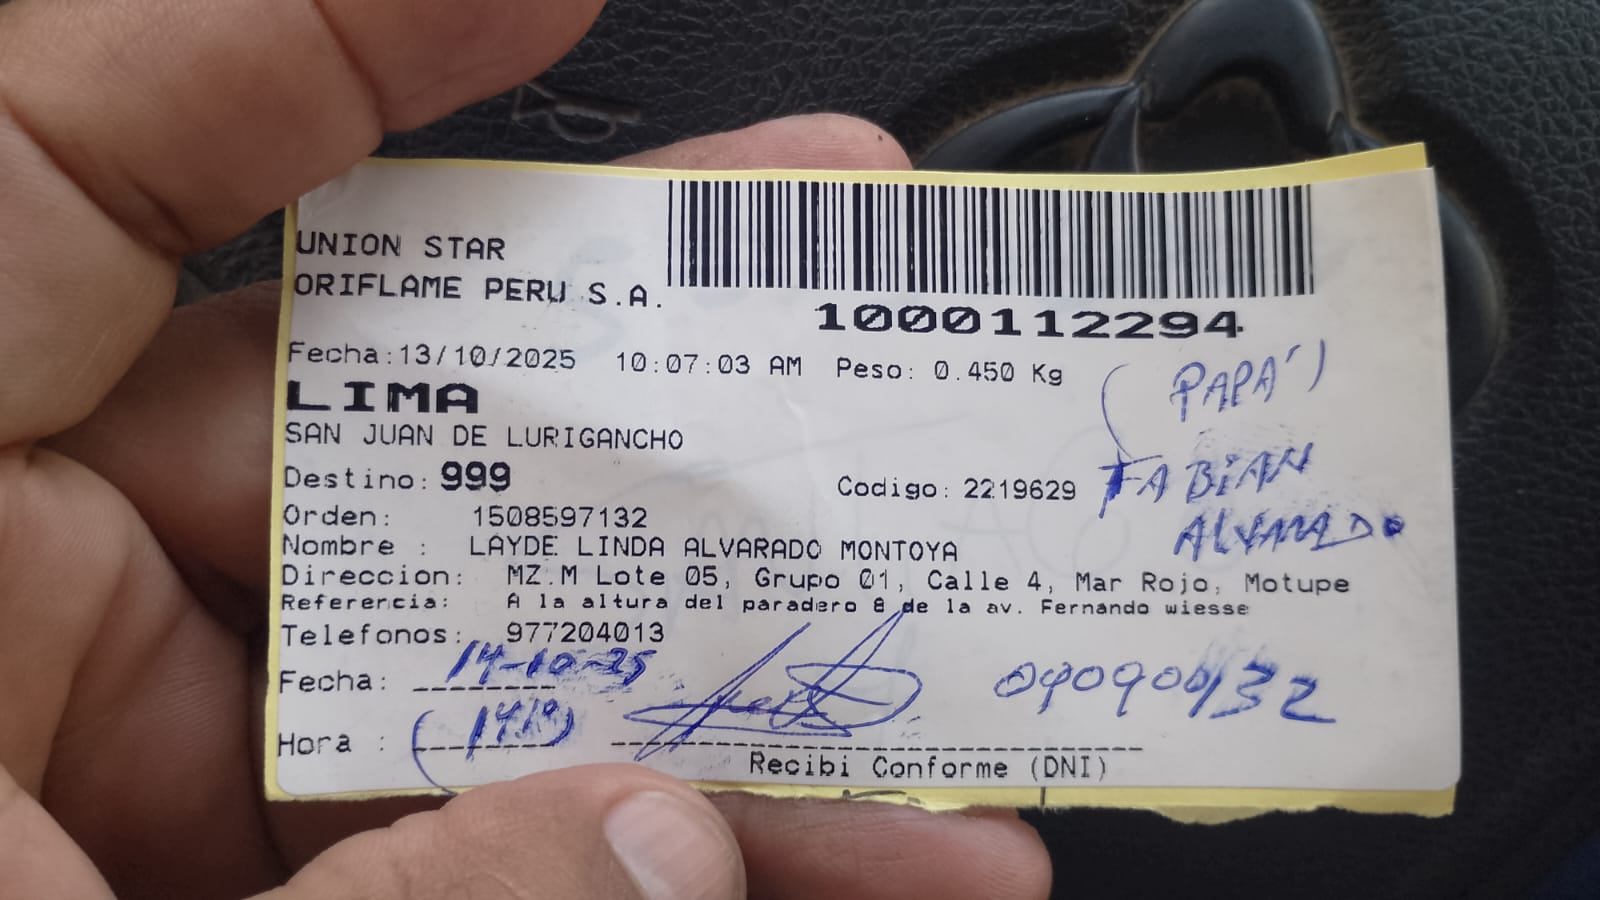 UNION STAR
ORIFLAME PERU S.A.
1000112294
Fecha:13/10/2025 10:07:03 AM Peso: 0.450 Kg
(PAPÁ)
LIMA
SAN JUAN DE LURIGANCHO
Destino: 999 Codigo: 2219629 FABIAN
ALVARADO
Orden: 1508597132
Nombre : LAYDE LINDA ALVARADO MONTOYA
Direccion: MZ.M Lote 05, Grupo 01, Calle 4, Mar Rojo, Motupe
Referencia: A la altura del paradero 8 de la av. Fernando wiesse
Telefonos: 977204013
Fecha: 14-10-25
Hora :
Recibi Conforme (DNI)